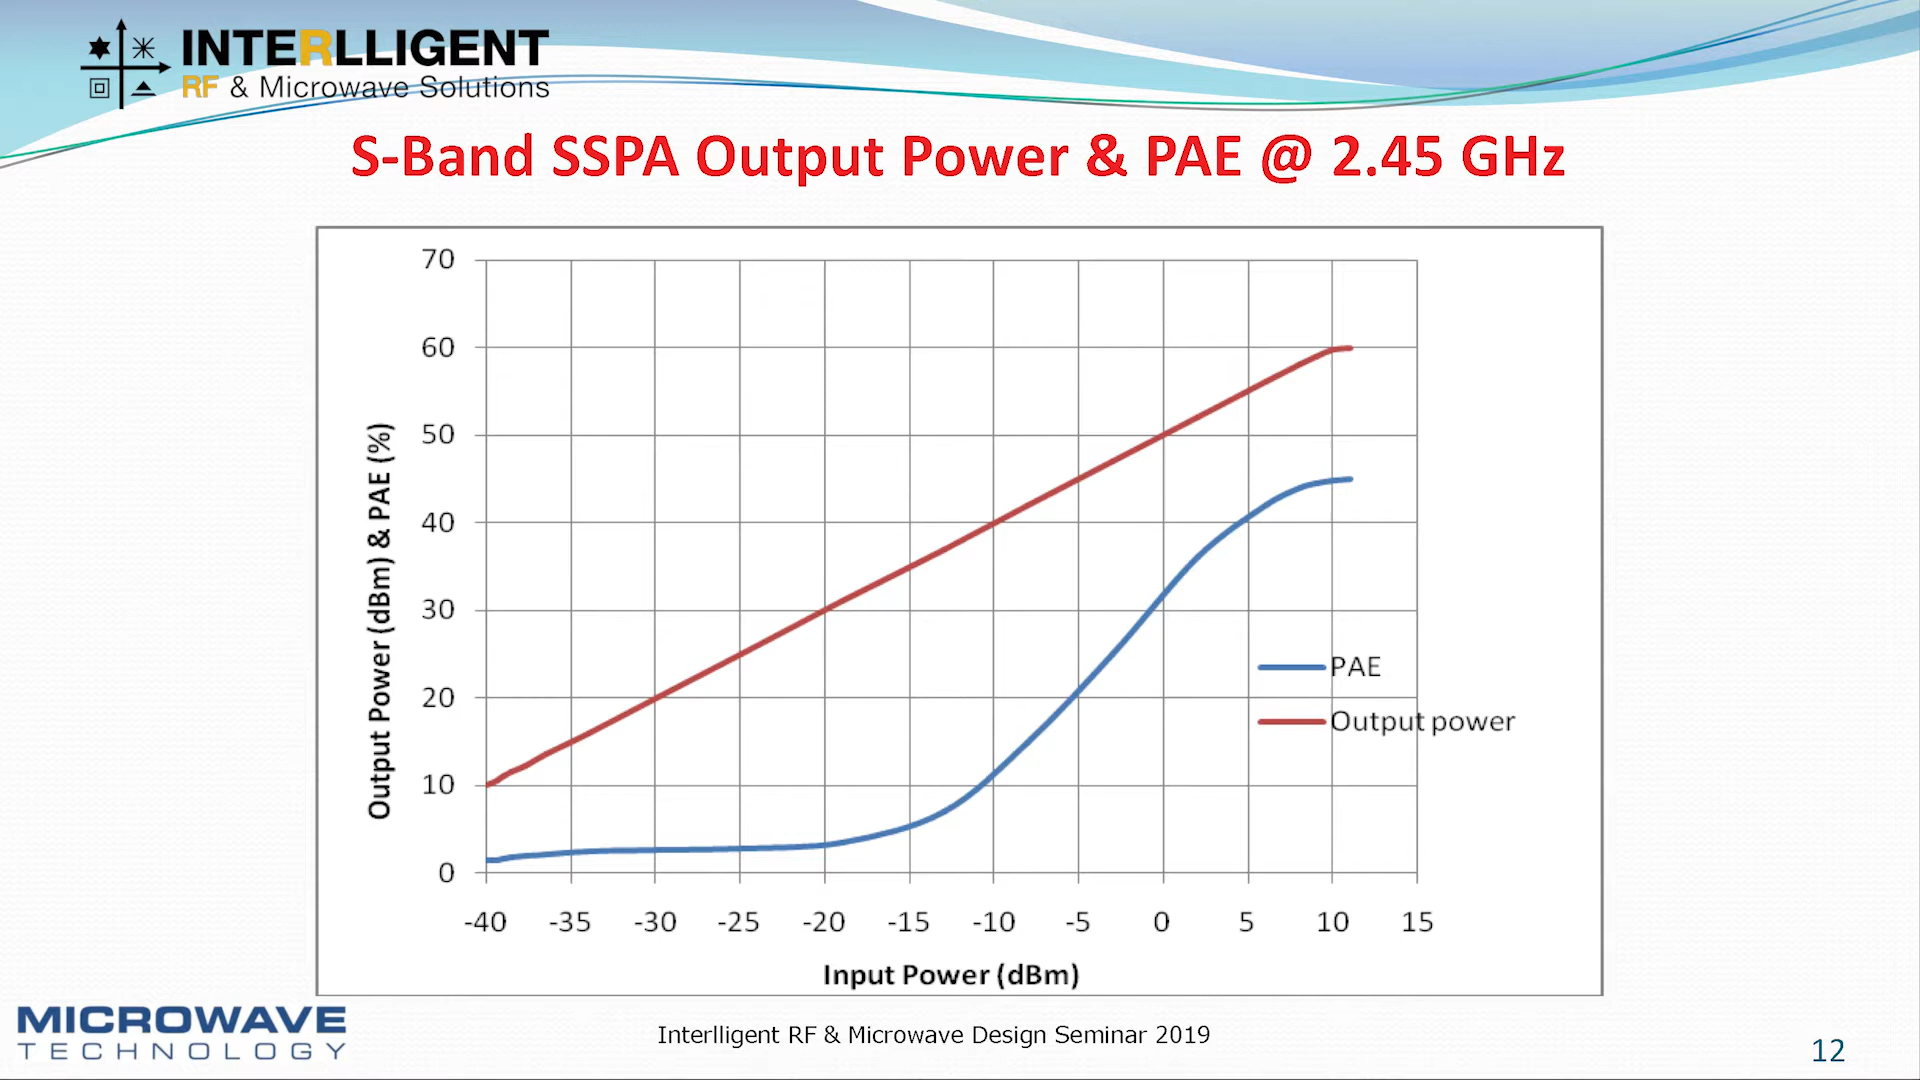 INTERLLIGENT
RF & Microwave Solutions
S-Band SSPA Output Power & PAE @ 2.45 GHz
Output Power (dBm) & PAE (%)
70
60
50
40
30
20
10
0
-40 -35 -30 -25 -20 -15 -10 -5 0 5 10 15
Input Power (dBm)
PAE
Output power
MICROWAVE
TECHNOLOGY
Interlligent RF & Microwave Design Seminar 2019
12